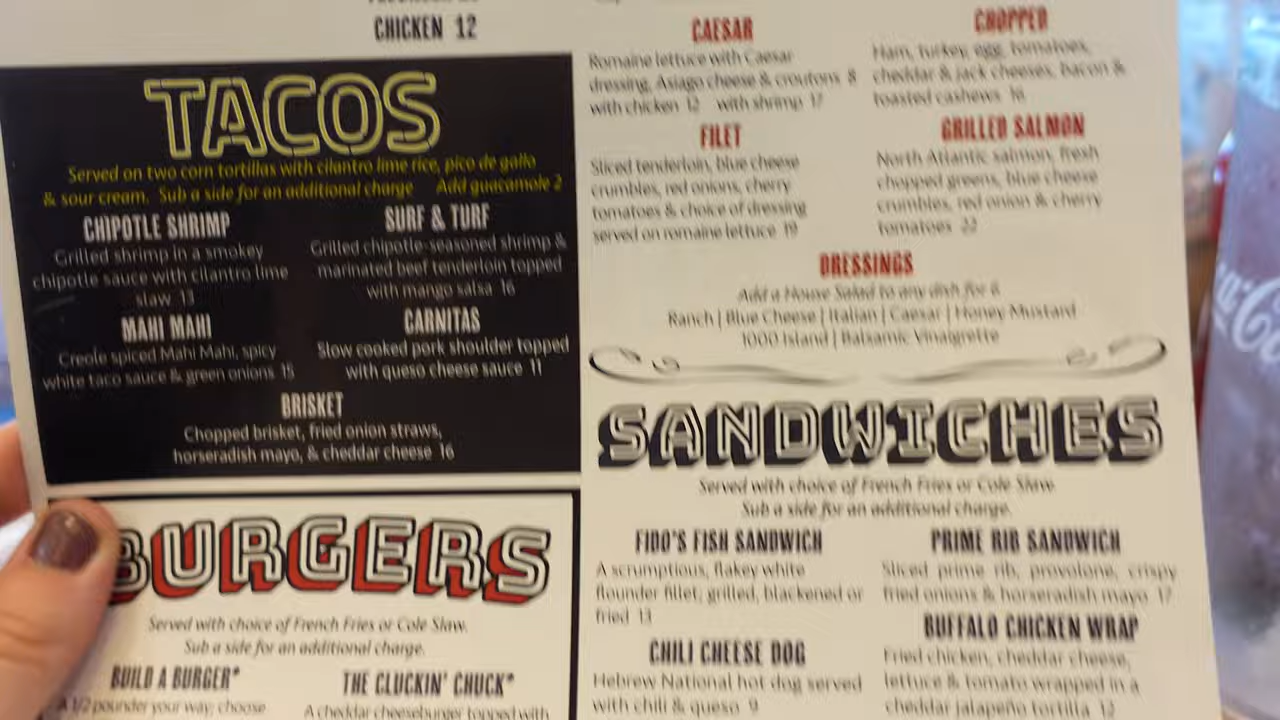 CHICKEN 12
TACOS
Served on two corn tortillas with cilantro lime rice, pico de gallo
& sour cream. Sub a side for an additional charge Add guacamole 2
CHIPOTLE SHRIMP
Grilled shrimp in a smokey
chipotle sauce with cilantro lime
slaw 13
SURF & TURF
Grilled chipotle-seasoned shrimp &
marinated beef tenderloin topped
with mango salsa 16
MAHI MAHI
Creole spiced Mahi Mahi, spicy
white taco sauce & green onions 15
CARNITAS
Slow cooked pork shoulder topped
with queso cheese sauce 11
BRISKET
Chopped brisket, fried onion straws,
horseradish mayo, & cheddar cheese 16
BURGERS
Served with choice of French Fries or Cole Slaw.
Sub a side for an additional charge.
BUILD A BURGER*
A 1/2 pounder your way; choose
THE CLUCKIN' CHUCK*
A cheddar cheeseburger topped with
CAESAR
Romaine lettuce with Caesar
dressing, Asiago cheese & croutons 8
with chicken 12 with shrimp 17
CHOPPED
Ham, turkey, egg, tomatoes,
cheddar & jack cheeses, bacon &
toasted cashews 16
FILET
Sliced tenderloin, blue cheese
crumbles, red onions, cherry
tomatoes & choice of dressing
served on romaine lettuce 19
GRILLED SALMON
North Atlantic salmon, fresh
chopped greens, blue cheese
crumbles, red onion & cherry
tomatoes 22
DRESSINGS
Add a House Salad to any dish for 6
Ranch | Blue Cheese | Italian | Caesar | Honey Mustard
1000 Island | Balsamic Vinaigrette
SANDWICHES
Served with choice of French Fries or Cole Slaw.
Sub a side for an additional charge.
FIDO'S FISH SANDWICH
A scrumptious, flakey white
flounder fillet; grilled, blackened or
fried 13
PRIME RIB SANDWICH
Sliced prime rib, provolone, crispy
fried onions & horseradish mayo 17
CHILI CHEESE DOG
Hebrew National hot dog served
with chili & queso 9
BUFFALO CHICKEN WRAP
Fried chicken, cheddar cheese,
lettuce & tomato wrapped in a
cheddar jalapeño tortilla 12